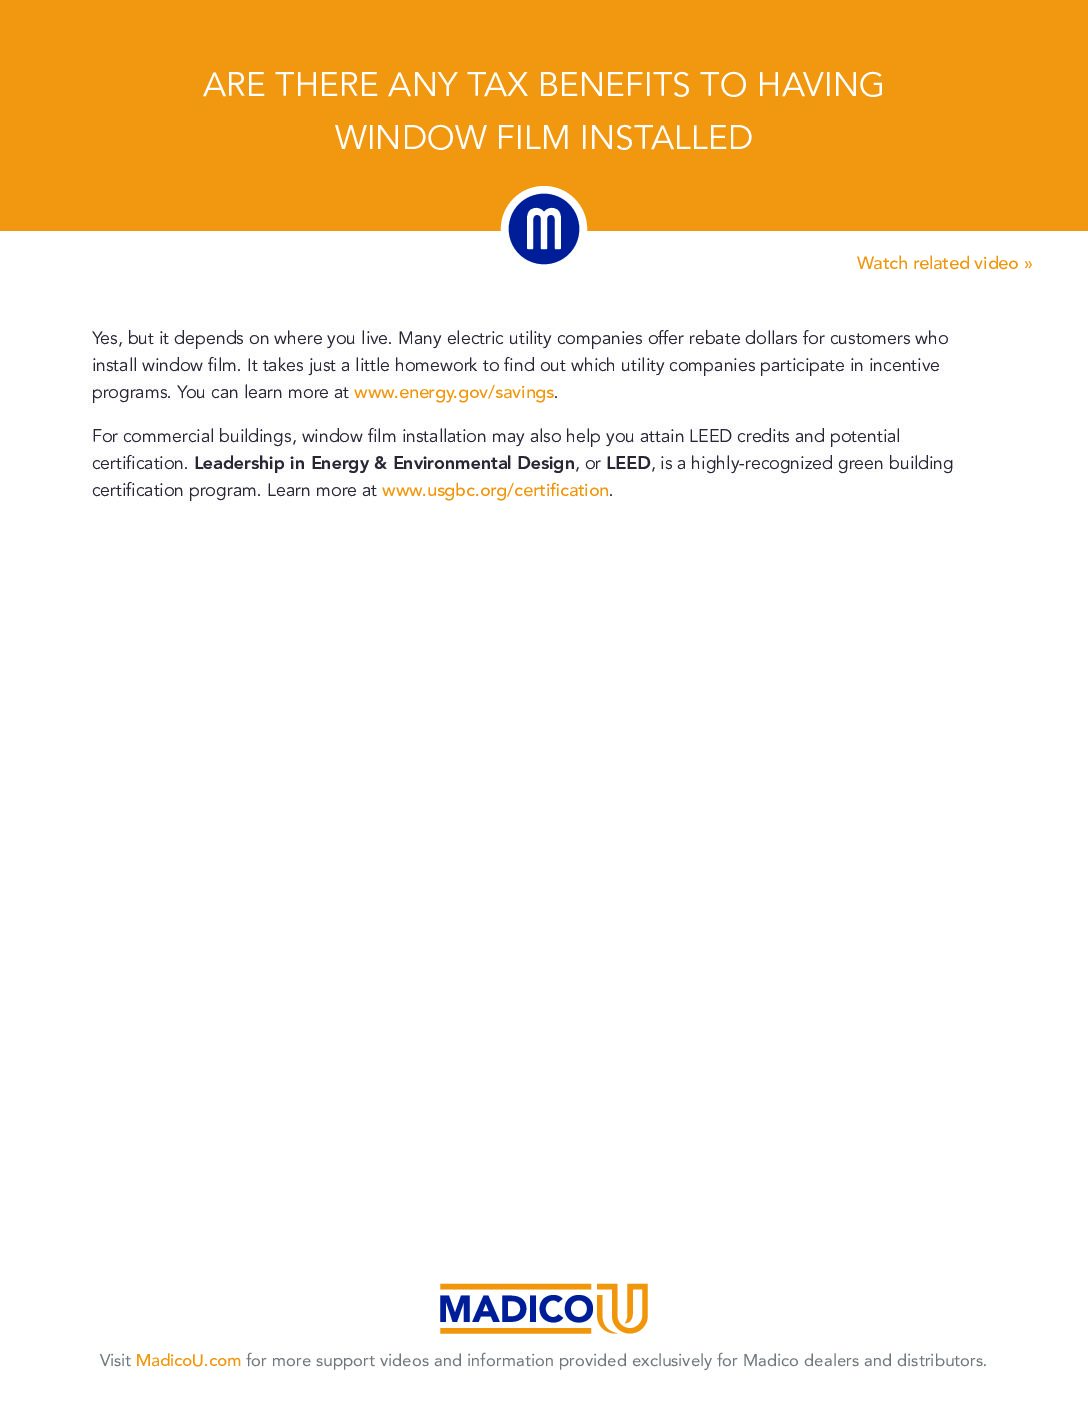 ARE THERE ANY TAX BENEFITS TO HAVING
WINDOW FILM INSTALLED
m
Watch related video »
Yes, but it depends on where you live. Many electric utility companies offer rebate dollars for customers who
install window film. It takes just a little homework to find out which utility companies participate in incentive
programs. You can learn more at www.energy.gov/savings.
For commercial buildings, window film installation may also help you attain LEED credits and potential
certification. Leadership in Energy & Environmental Design, or LEED, is a highly-recognized green building
certification program. Learn more at www.usgbc.org/certification.
MADICO U
Visit MadicoU.com for more support videos and information provided exclusively for Madico dealers and distributors.